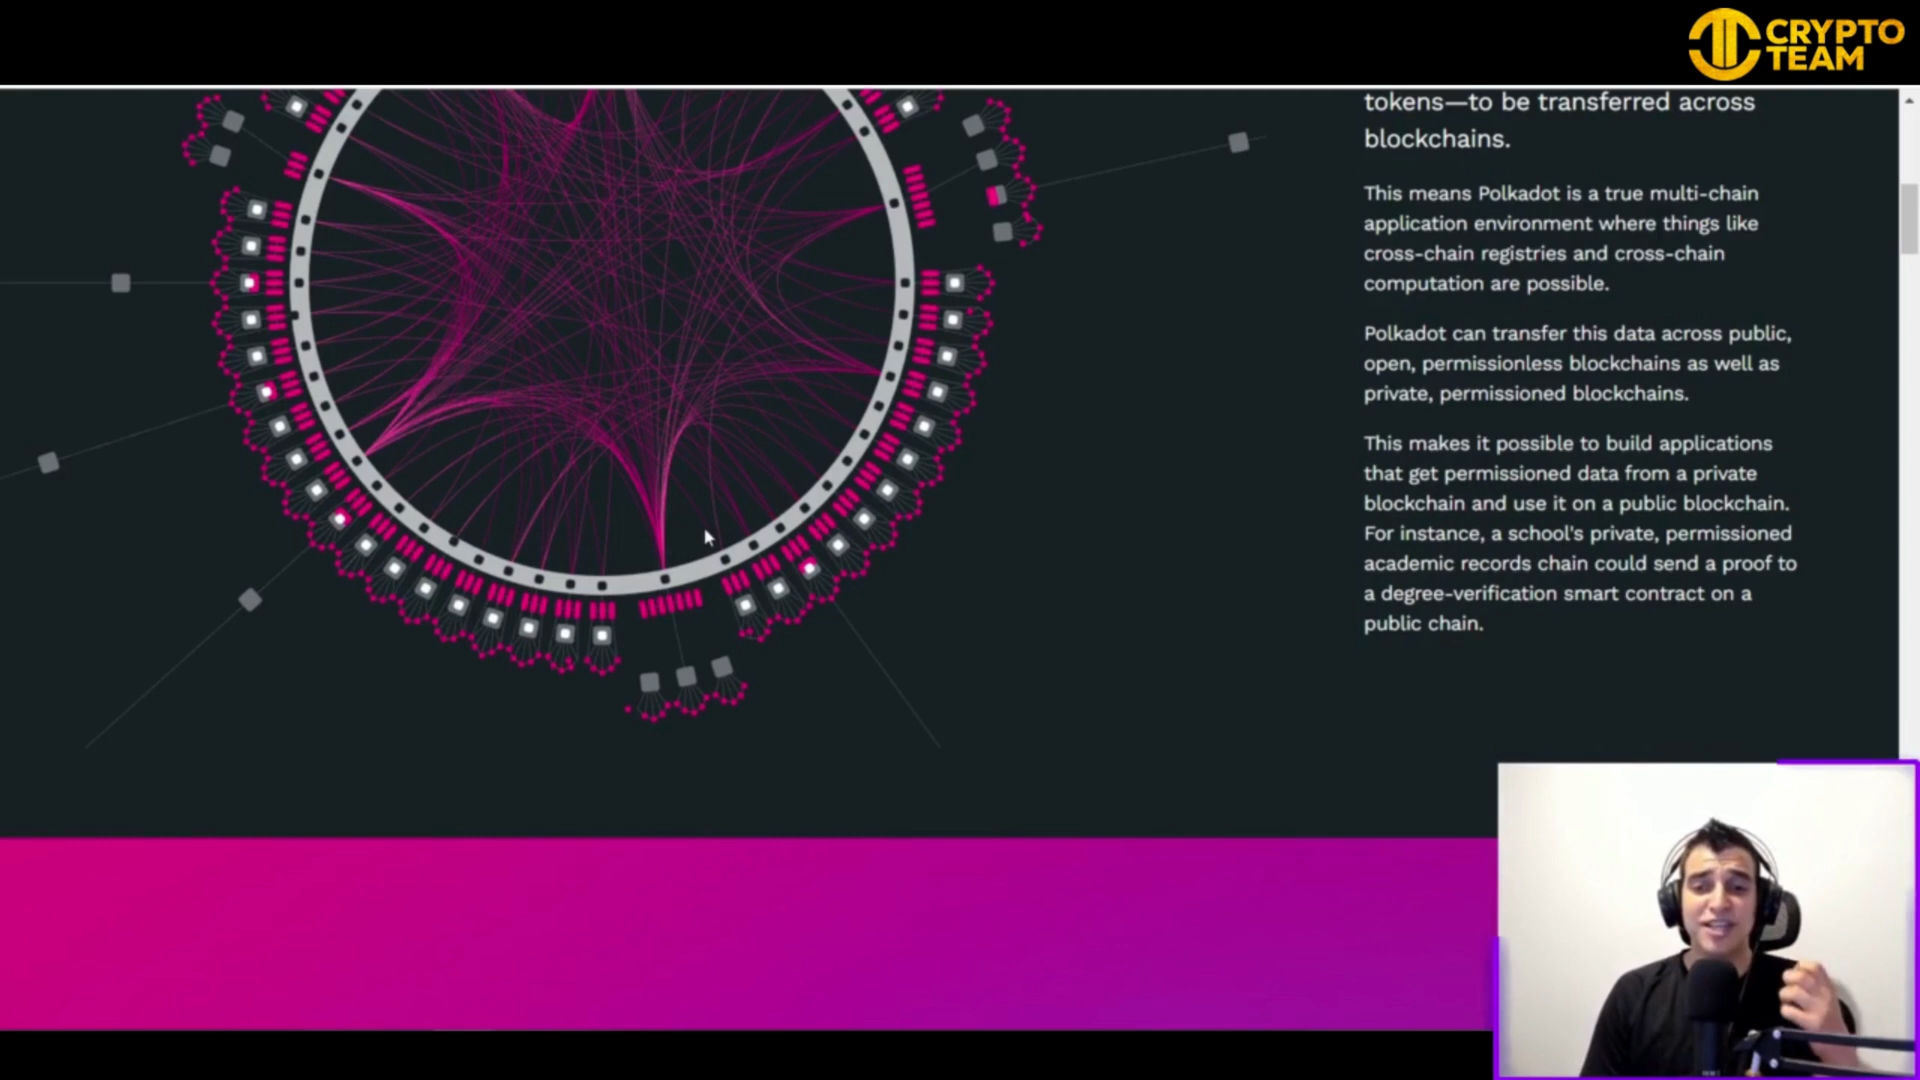 CRYPTO
TEAM
tokens—to be transferred across
blockchains.
This means Polkadot is a true multi-chain
application environment where things like
cross-chain registries and cross-chain
computation are possible.
Polkadot can transfer this data across public,
open, permissionless blockchains as well as
private, permissioned blockchains.
This makes it possible to build applications
that get permissioned data from a private
blockchain and use it on a public blockchain.
For instance, a school's private, permissioned
academic records chain could send a proof to
a degree-verification smart contract on a
public chain.